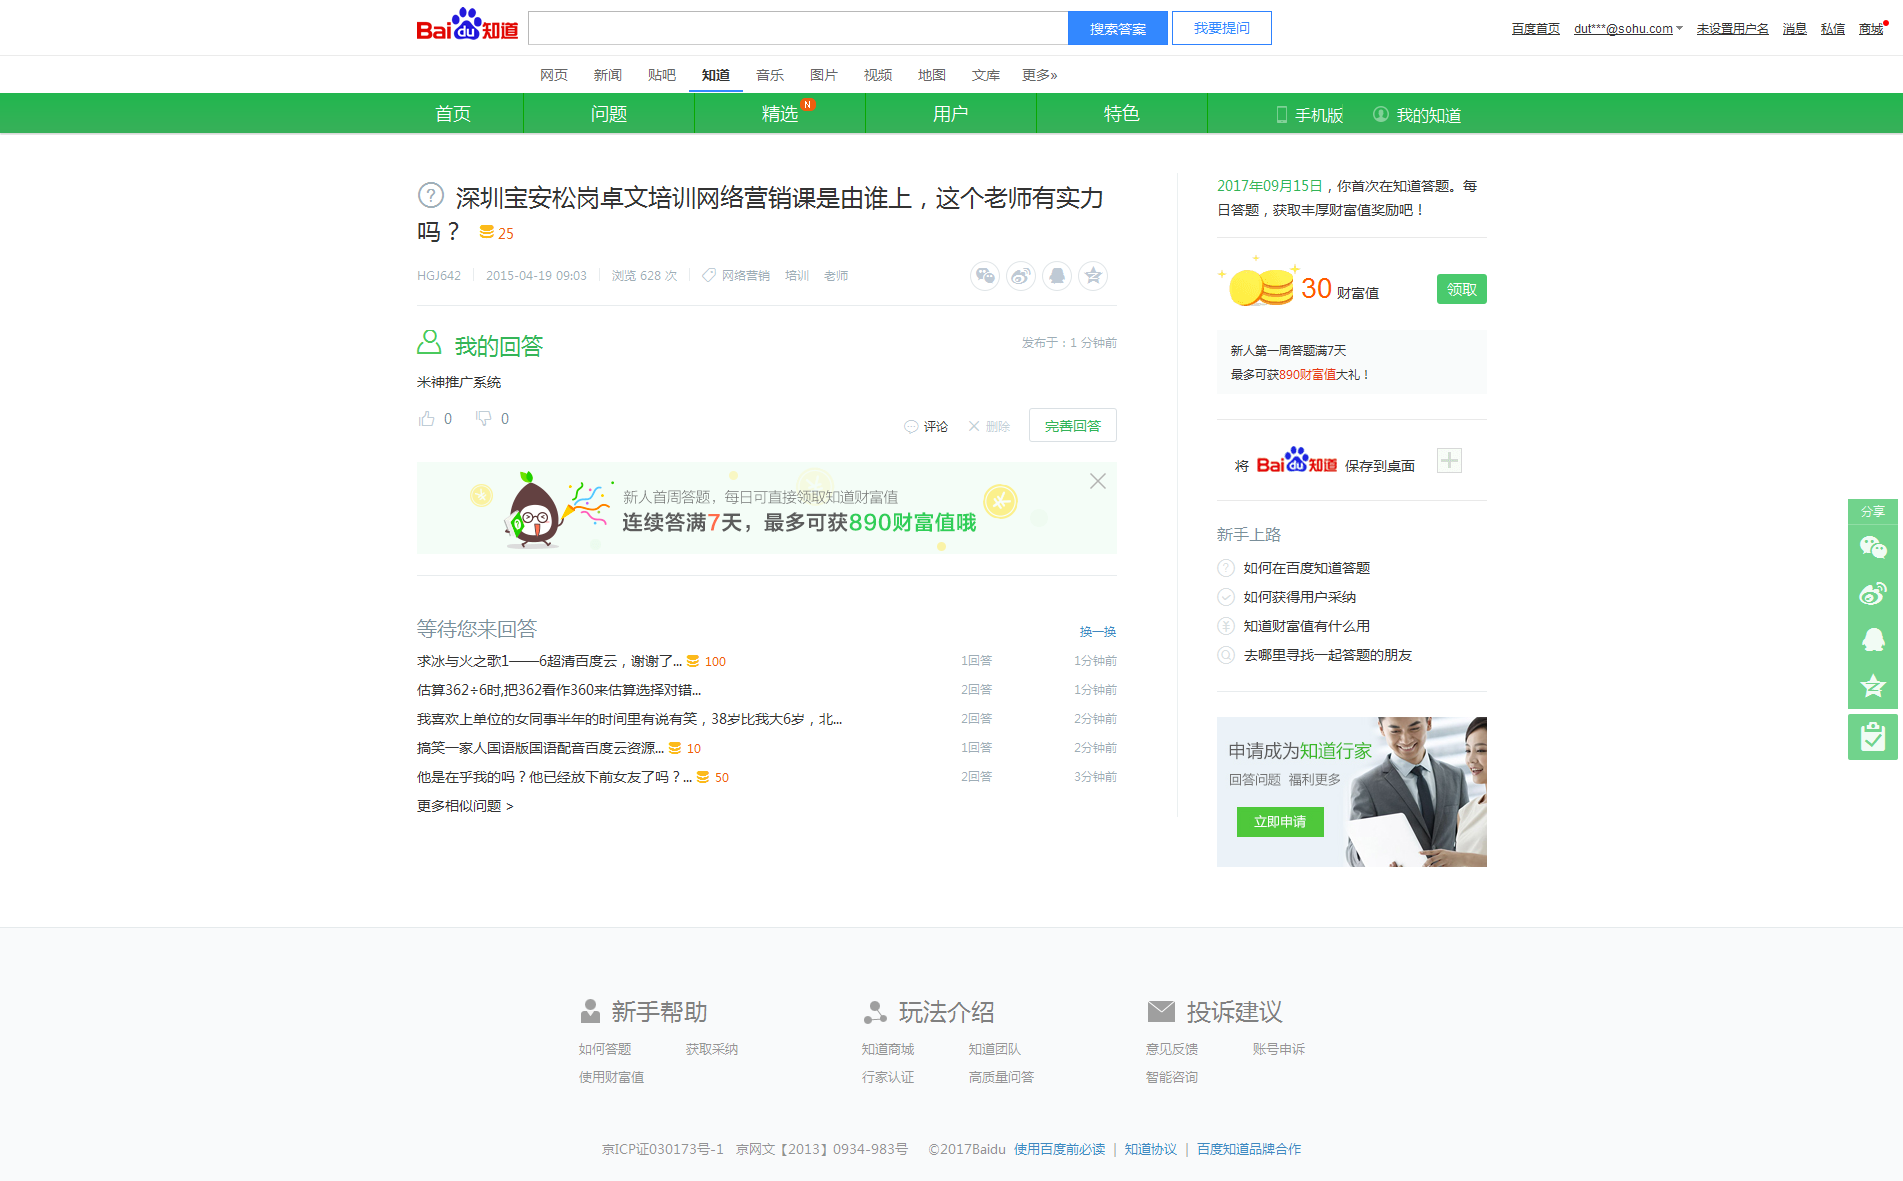 Baidu知道
搜索答案
我要提问
百度首页
dut***@sohu.com
未设置用户名
消息
私信
商城
网页 新闻 贴吧 知道 音乐 图片 视频 地图 文库 更多»
首页 问题 精选 N 用户 特色 手机版 我的知道
深圳宝安松岗卓文培训网络营销课是由谁上，这个老师有实力
吗？ 25
HGJ642 2015-04-19 09:03 浏览 628 次 网络营销 培训 老师
我的回答
发布于：1 分钟前
米神推广系统
0 0
评论 删除 完善回答
新人首周答题，每日可直接领取知道财富值
连续答满7天，最多可获890财富值哦
等待您来回答
换一换
求冰与火之歌1——6超清百度云，谢谢了... 100 1回答 1分钟前
估算362÷6时,把362看作360来估算选择对错... 2回答 1分钟前
我喜欢上单位的女同事半年的时间里有说有笑，38岁比我大6岁，北... 2回答 2分钟前
搞笑一家人国语版国语配音百度云资源... 10 1回答 2分钟前
他是在乎我的吗？他已经放下前女友了吗？... 50 2回答 3分钟前
更多相似问题 >
2017年09月15日，你首次在知道答题。每
日答题，获取丰厚财富值奖励吧！
30 财富值 领取
新人第一周答题满7天
最多可获890财富值大礼！
将 Baidu知道 保存到桌面
新手上路
如何在百度知道答题
如何获得用户采纳
知道财富值有什么用
去哪里寻找一起答题的朋友
申请成为知道行家
回答问题 福利更多
立即申请
分享
新手帮助
如何答题 获取采纳
使用财富值
玩法介绍
知道商城 知道团队
行家认证 高质量问答
投诉建议
意见反馈 账号申诉
智能咨询
京ICP证030173号-1 京网文【2013】0934-983号 ©2017Baidu 使用百度前必读 | 知道协议 | 百度知道品牌合作